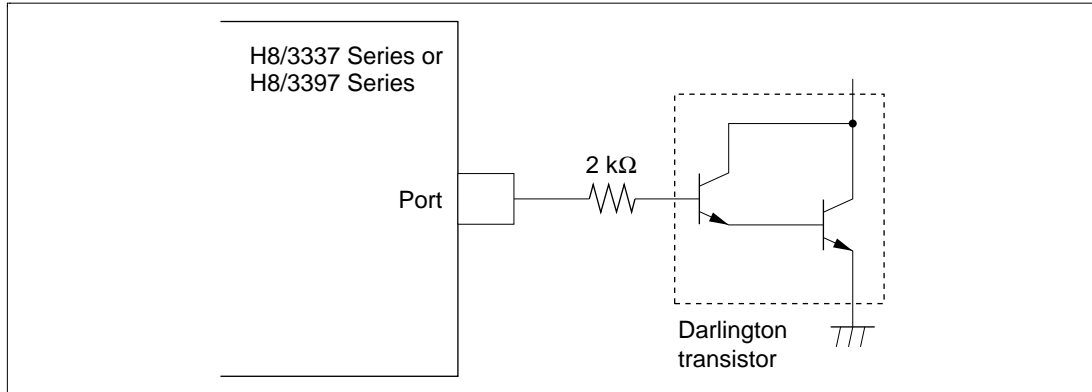 H8/3337 Series or
H8/3397 Series
2 kΩ
Port
Darlington
transistor